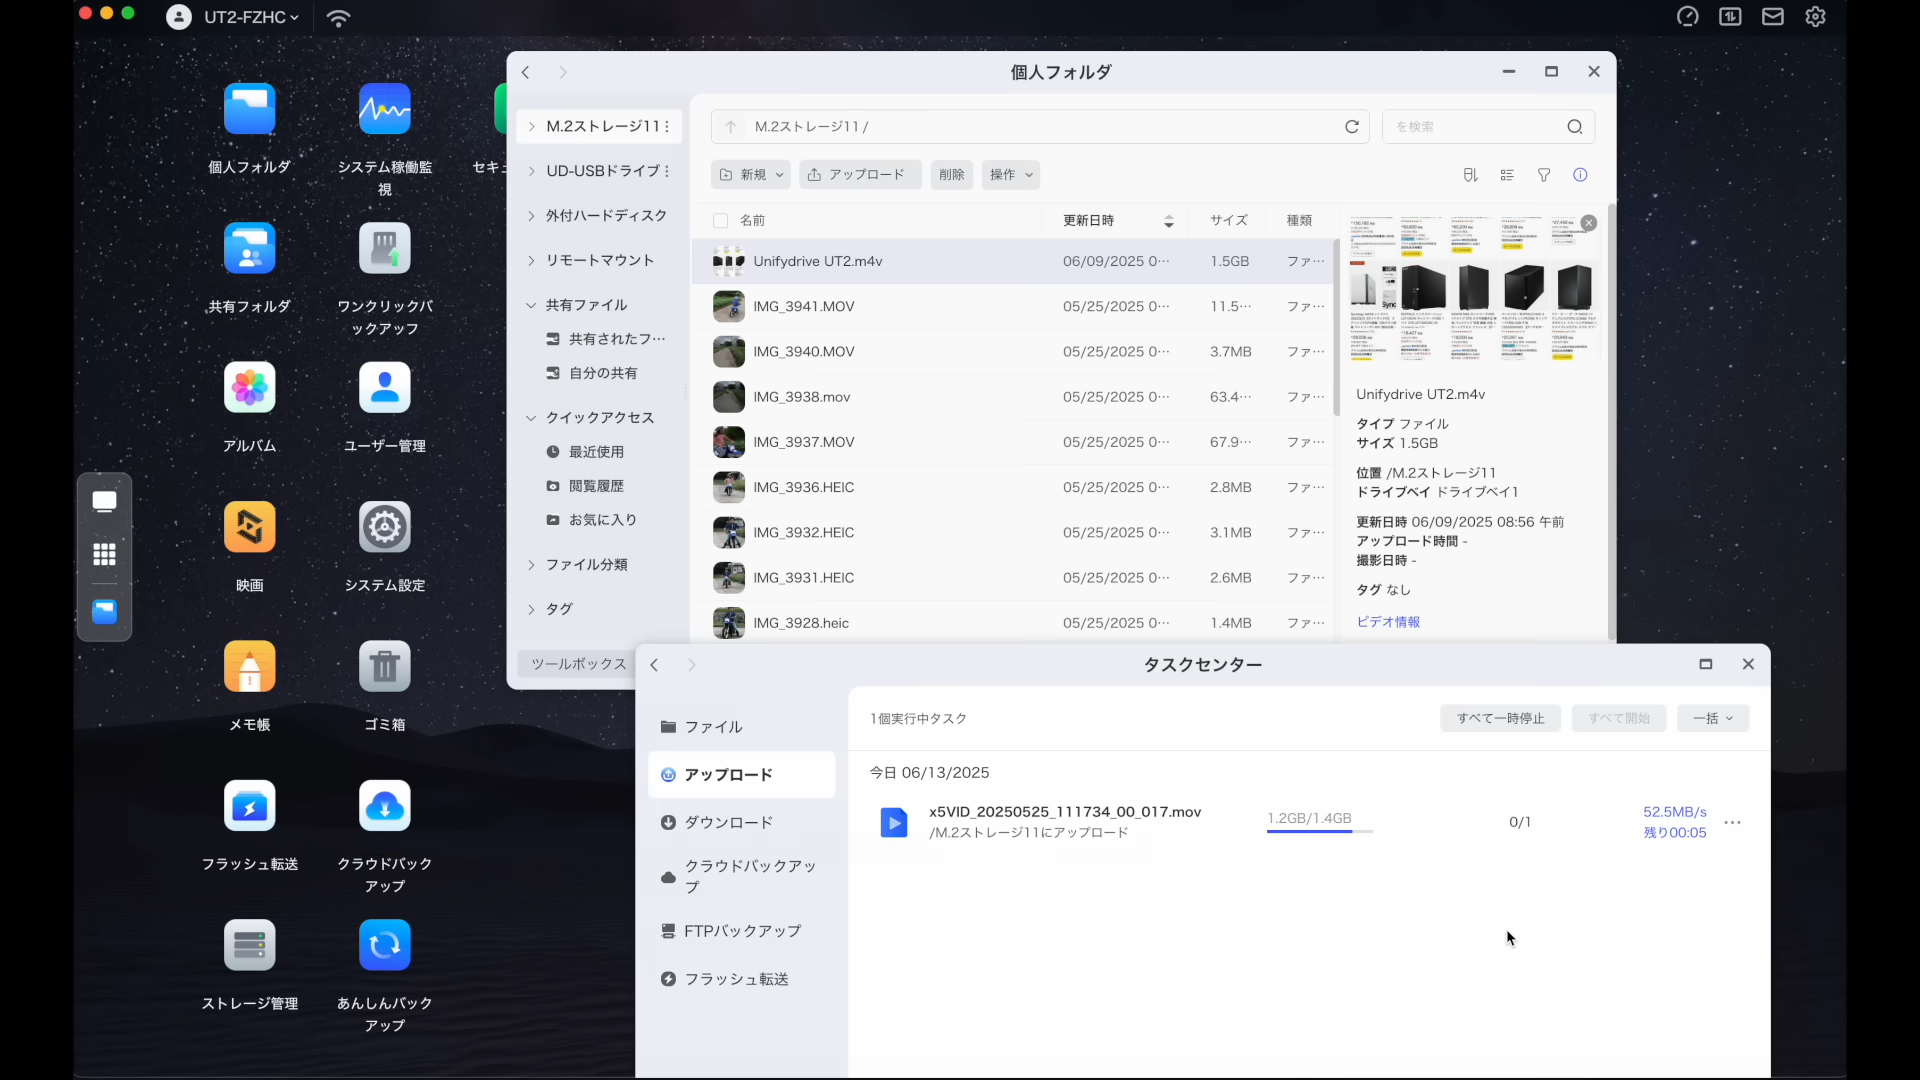 UT2-FZHC
個人フォルダ
システム稼働監
視
セキュ
共有フォルダ
ワンクリックバ
ックアップ
アルバム
ユーザー管理
映画
システム設定
メモ帳
ゴミ箱
フラッシュ転送
クラウドバック
アップ
ストレージ管理
あんしんバック
アップ
個人フォルダ
M.2ストレージ11
UD-USBドライブ
外付ハードディスク
リモートマウント
共有ファイル
共有されたフ…
自分の共有
クイックアクセス
最近使用
閲覧履歴
お気に入り
ファイル分類
タグ
ツールボックス
M.2ストレージ11 /
を検索
新規
アップロード
削除
操作
名前
更新日時
サイズ
種類
Unifydrive UT2.m4v 06/09/2025 0… 1.5GB ファ…
IMG_3941.MOV 05/25/2025 0… 11.5… ファ…
IMG_3940.MOV 05/25/2025 0… 3.7MB ファ…
IMG_3938.mov 05/25/2025 0… 63.4… ファ…
IMG_3937.MOV 05/25/2025 0… 67.9… ファ…
IMG_3936.HEIC 05/25/2025 0… 2.8MB ファ…
IMG_3932.HEIC 05/25/2025 0… 3.1MB ファ…
IMG_3931.HEIC 05/25/2025 0… 2.6MB ファ…
IMG_3928.heic 05/25/2025 0… 1.4MB ファ…
Unifydrive UT2.m4v
タイプ ファイル
サイズ 1.5GB
位置 /M.2ストレージ11
ドライブベイ ドライブベイ1
更新日時 06/09/2025 08:56 午前
アップロード時間 -
撮影日時 -
タグ なし
ビデオ情報
タスクセンター
ファイル
アップロード
ダウンロード
クラウドバックアッ
プ
FTPバックアップ
フラッシュ転送
1個実行中タスク
すべて一時停止
すべて開始
一括
今日 06/13/2025
x5VID_20250525_111734_00_017.mov
/M.2ストレージ11にアップロード
1.2GB/1.4GB
0/1
52.5MB/s
残り00:05